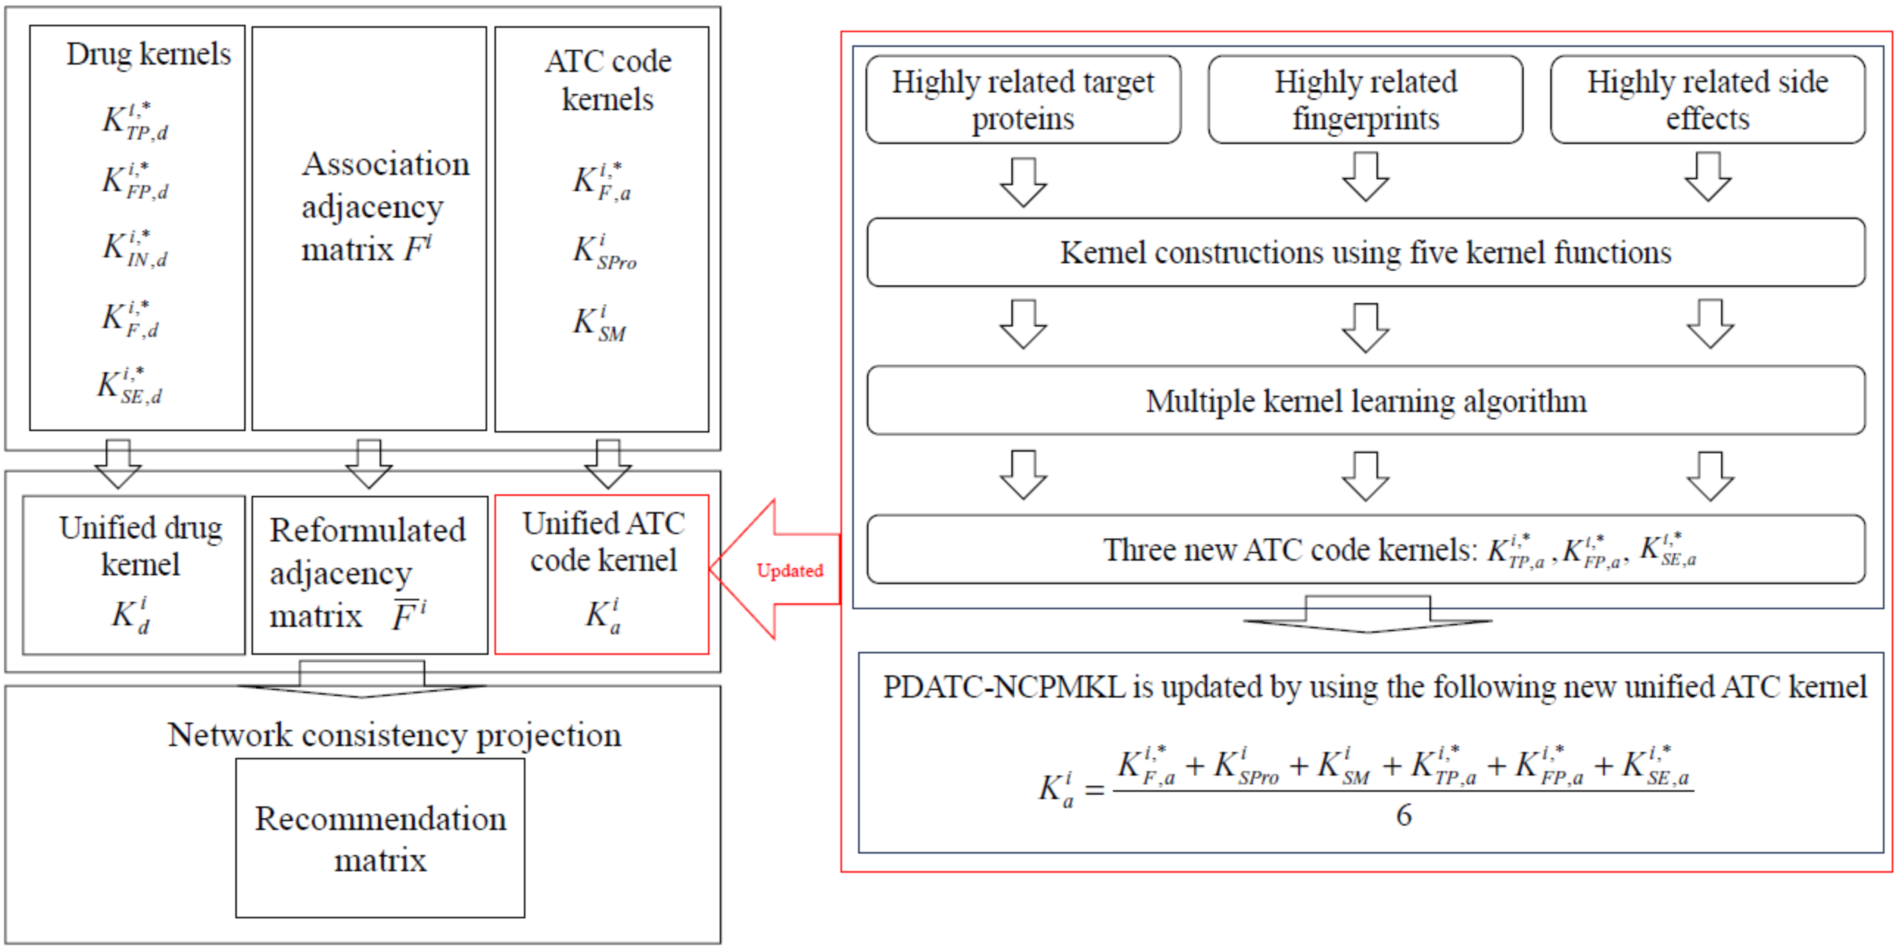 Drug kernels
K^{i,*}_{TP,d}
K^{i,*}_{FP,d}
K^{i,*}_{IN,d}
K^{i,*}_{F,d}
K^{i,*}_{SE,d}
Association
adjacency
matrix F^i
ATC code
kernels
K^{i,*}_{F,a}
K^i_{SPro}
K^i_{SM}
Unified drug
kernel
K^i_d
Reformulated
adjacency
matrix \overline{F}^i
Unified ATC
code kernel
K^i_a
Network consistency projection
Recommendation
matrix
Updated
Highly related target
proteins
Highly related
fingerprints
Highly related side
effects
Kernel constructions using five kernel functions
Multiple kernel learning algorithm
Three new ATC code kernels: K^{i,*}_{TP,a}, K^{i,*}_{FP,a}, K^{i,*}_{SE,a}
PDATC-NCPMKL is updated by using the following new unified ATC kernel
K^i_a = \frac{K^{i,*}_{F,a} + K^i_{SPro} + K^i_{SM} + K^{i,*}_{TP,a} + K^{i,*}_{FP,a} + K^{i,*}_{SE,a}}{6}